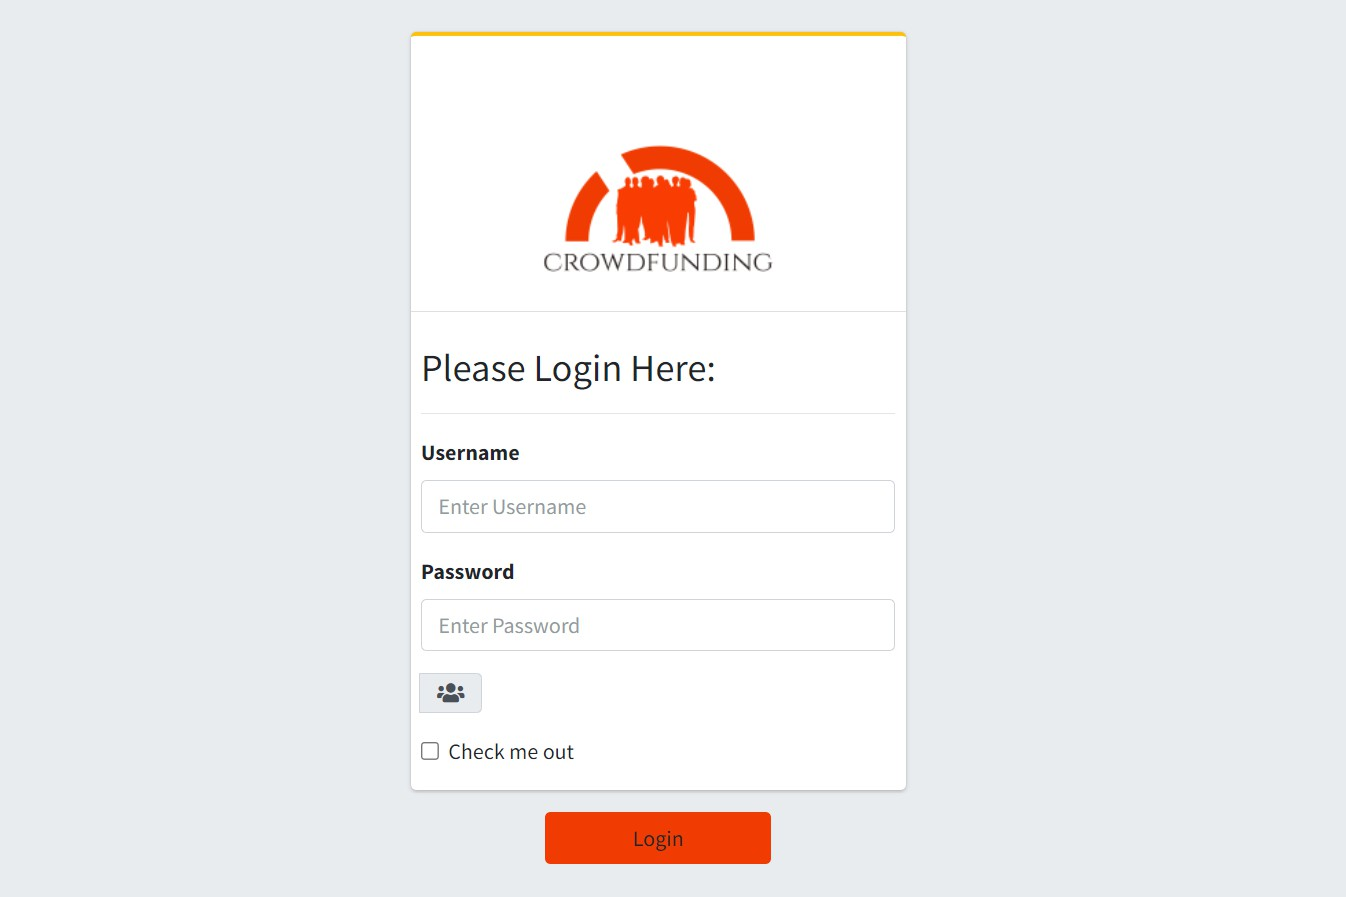 CROWDFUNDING
Please Login Here:
Username
Enter Username
Password
Enter Password
Check me out
Login